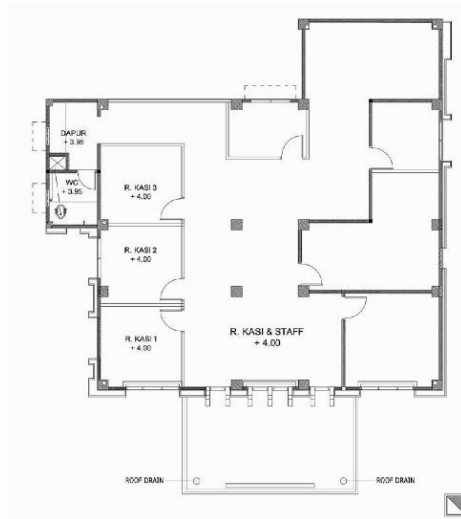 DAPUR
+ 3.95
WC
+ 3.95
R. KASI 3
+ 4.00
R. KASI 2
+ 4.00
R. KASI 1
+ 4.00
R. KASI & STAFF
+ 4.00
ROOF DRAIN
ROOF DRAIN